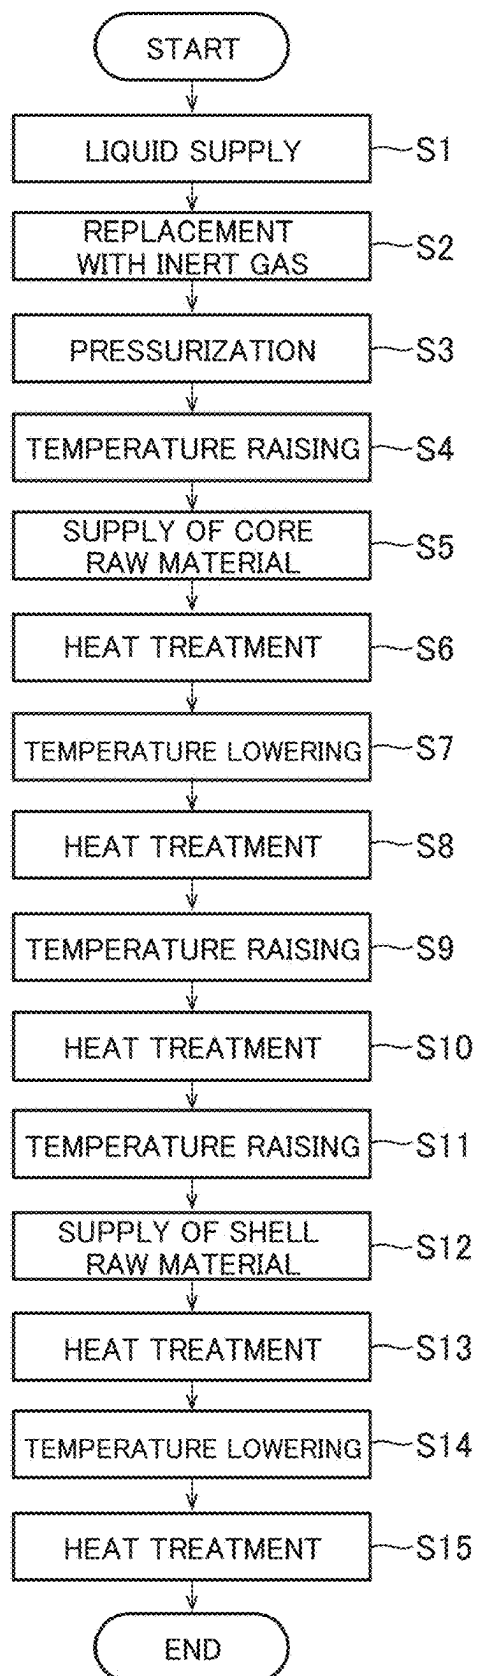 START
LIQUID SUPPLY
S1
REPLACEMENT
WITH INERT GAS
S2
PRESSURIZATION
S3
TEMPERATURE RAISING
S4
SUPPLY OF CORE
RAW MATERIAL
S5
HEAT TREATMENT
S6
TEMPERATURE LOWERING
S7
HEAT TREATMENT
S8
TEMPERATURE RAISING
S9
HEAT TREATMENT
S10
TEMPERATURE RAISING
S11
SUPPLY OF SHELL
RAW MATERIAL
S12
HEAT TREATMENT
S13
TEMPERATURE LOWERING
S14
HEAT TREATMENT
S15
END